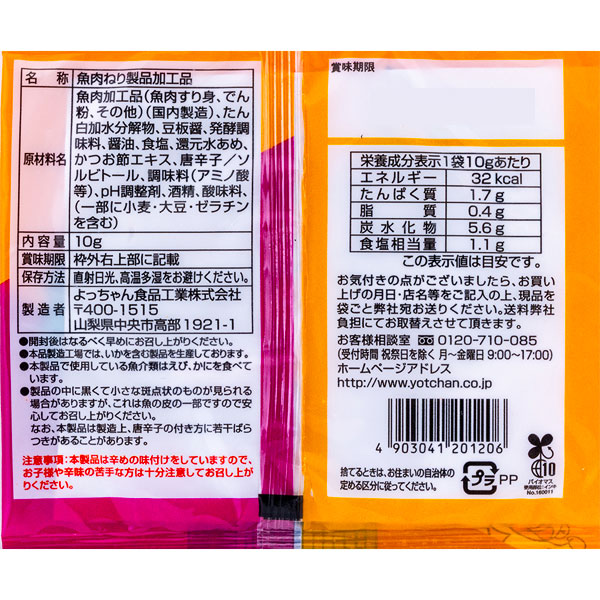 名 称 魚肉ねり製品加工品
原材料名
魚肉加工品(魚肉すり身、でん
粉、その他)(国内製造)、たん
白加水分解物、豆板醤、発酵調
味料、醤油、食塩、還元水あめ、
かつお節エキス、唐辛子／ソ
ルビトール、調味料(アミノ酸
等)、pH調整剤、酒精、酸味料、
(一部に小麦・大豆・ゼラチン
を含む)
内容量 10g
賞味期限 枠外右上部に記載
保存方法 直射日光、高温多湿をお避けください。
製造者
よっちゃん食品工業株式会社
〒400-1515
山梨県中央市高部1921-1
●開封後はなるべく早めにお召し上がりください。
●本品製造工場では、いかを含む製品を生産しております。
●本製品で使用している魚介類はえび、かにを食べて
います。
●製品の中に黒くて小さな斑点状のものが見られる
場合がありますが、これは魚の皮の一部ですので安
心してお召し上がりください。
なお、本製品は製造上、唐辛子の付き方に若干ばら
つきがあることがあります。
注意事項：本製品は辛めの味付けをしていますので、
お子様や辛味の苦手な方は十分注意してお召し上が
りください。
賞味期限
栄養成分表示1袋10gあたり
エネルギー 32kcal
たんぱく質 1.7g
脂 質 0.4g
炭水化物 5.6g
食塩相当量 1.1g
この表示値は目安です。
お気付きの点がございましたら、お買い
上げの月日・店名等をご記入の上、現品を
袋ごと弊社宛お送りください。送料弊社
負担にてお取替えさせて頂きます。
お客様相談室 0120-710-085
(受付時間 祝祭日を除く 月～金曜日 9:00～17:00)
ホームページアドレス
http://www.yotchan.co.jp
4 903041 201206
捨てるときは、お住まいの自治体の
定める区分に従ってください。
プラ PP
10
バイオマス
使用部位：インキ
No.160011